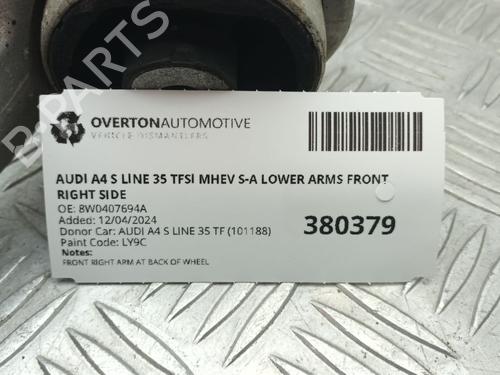 B-PARTS
OVERTONAUTOMOTIVE
VEHICLE DISMANTLERS
AUDI A4 S LINE 35 TFSI MHEV S-A LOWER ARMS FRONT
RIGHT SIDE
OE: 8W0407694A
Added: 12/04/2024
Donor Car: AUDI A4 S LINE 35 TF (101188)
Paint Code: LY9C
Notes:
FRONT RIGHT ARM AT BACK OF WHEEL
380379